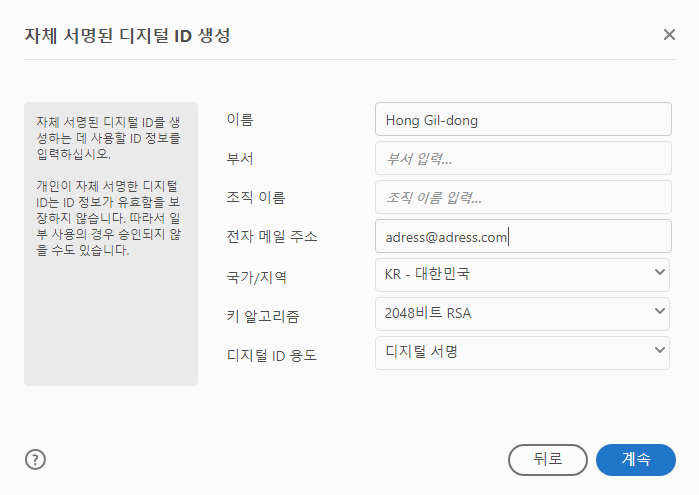 자체 서명된 디지털 ID 생성
자체 서명된 디지털 ID를 생
성하는 데 사용할 ID 정보를
입력하십시오.
개인이 자체 서명한 디지털
ID는 ID 정보가 유효함을 보
장하지 않습니다. 따라서 일
부 사용의 경우 승인되지 않
을 수도 있습니다.
이름 Hong Gil-dong
부서 부서 입력...
조직 이름 조직 이름 입력...
전자 메일 주소 adress@adress.com
국가/지역 KR - 대한민국
키 알고리즘 2048비트 RSA
디지털 ID 용도 디지털 서명
? 뒤로 계속